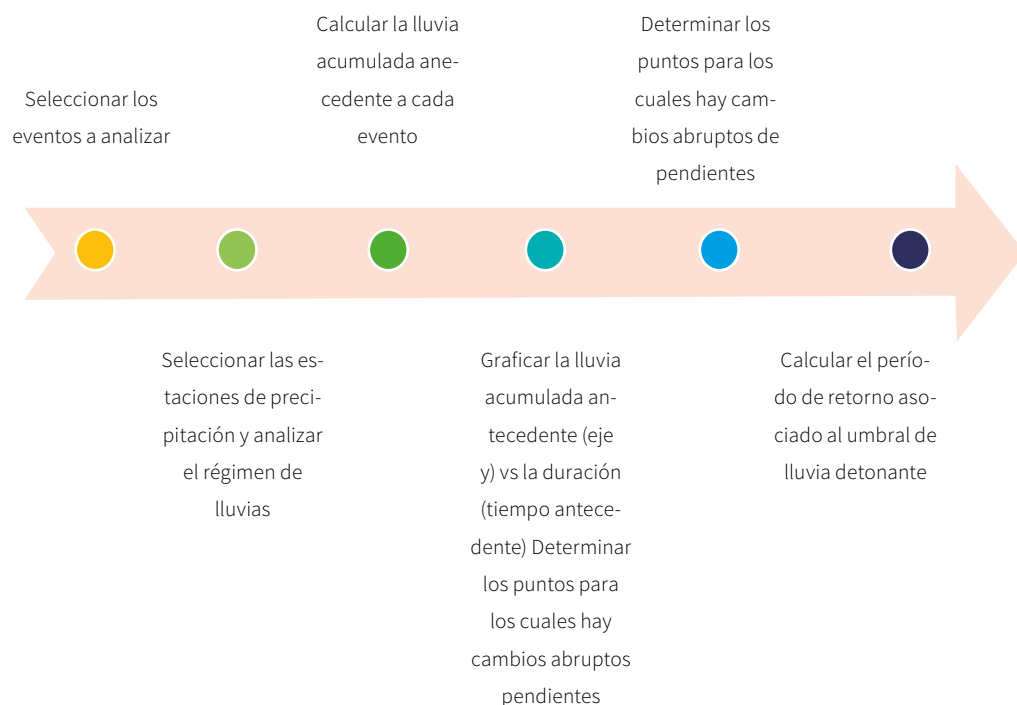 Seleccionar los
eventos a analizar
Seleccionar las es-
taciones de preci-
pitación y analizar
el régimen de
lluvias
Calcular la lluvia
acumulada ane-
cedente a cada
evento
Graficar la lluvia
acumulada an-
tecedente (eje
y) vs la duración
(tiempo antece-
dente) Determinar
los puntos para
los cuales hay
cambios abruptos
pendientes
Determinar los
puntos para los
cuales hay cam-
bios abruptos de
pendientes
Calcular el perío-
do de retorno aso-
ciado al umbral de
lluvia detonante